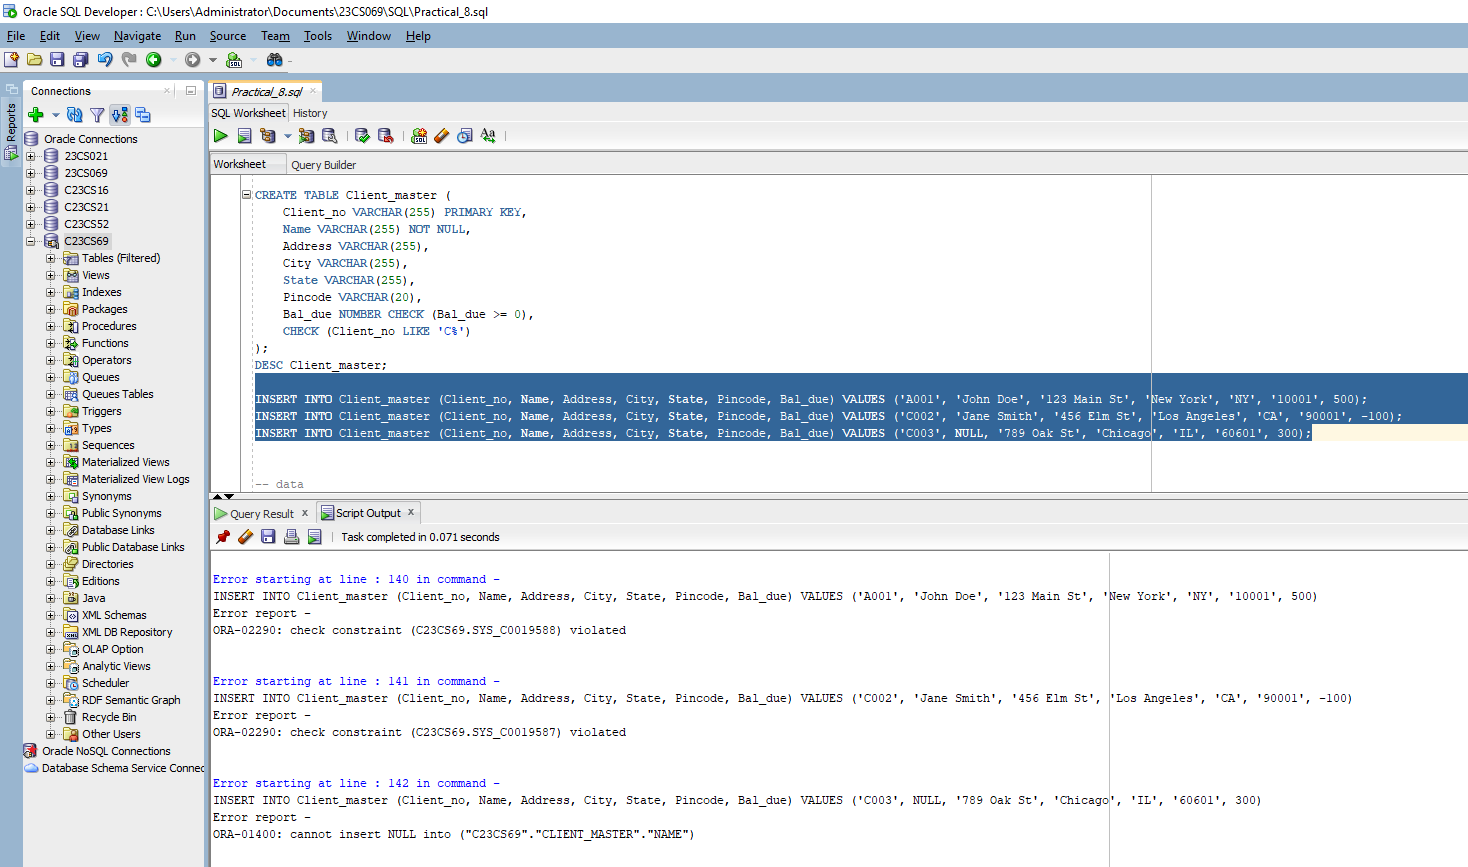 Oracle SQL Developer : C:\Users\Administrator\Documents\23CS069\SQL\Practical_8.sql
File Edit View Navigate Run Source Team Tools Window Help
Reports
Connections
Oracle Connections
23CS021
23CS069
C23CS16
C23CS21
C23CS52
C23CS69
Tables (Filtered)
Views
Indexes
Packages
Procedures
Functions
Operators
Queues
Queues Tables
Triggers
Types
Sequences
Materialized Views
Materialized View Logs
Synonyms
Public Synonyms
Database Links
Public Database Links
Directories
Editions
Java
XML Schemas
XML DB Repository
OLAP Option
Analytic Views
Scheduler
RDF Semantic Graph
Recycle Bin
Other Users
Oracle NoSQL Connections
Database Schema Service Connec
Practical_8.sql
SQL Worksheet History
Worksheet Query Builder
CREATE TABLE Client_master (
Client_no VARCHAR(255) PRIMARY KEY,
Name VARCHAR(255) NOT NULL,
Address VARCHAR(255),
City VARCHAR(255),
State VARCHAR(255),
Pincode VARCHAR(20),
Bal_due NUMBER CHECK (Bal_due >= 0),
CHECK (Client_no LIKE 'C%')
);
DESC Client_master;
INSERT INTO Client_master (Client_no, Name, Address, City, State, Pincode, Bal_due) VALUES ('A001', 'John Doe', '123 Main St', 'New York', 'NY', '10001', 500);
INSERT INTO Client_master (Client_no, Name, Address, City, State, Pincode, Bal_due) VALUES ('C002', 'Jane Smith', '456 Elm St', 'Los Angeles', 'CA', '90001', -100);
INSERT INTO Client_master (Client_no, Name, Address, City, State, Pincode, Bal_due) VALUES ('C003', NULL, '789 Oak St', 'Chicago', 'IL', '60601', 300);
-- data
Query Result x Script Output x
Task completed in 0.071 seconds
Error starting at line : 140 in command -
INSERT INTO Client_master (Client_no, Name, Address, City, State, Pincode, Bal_due) VALUES ('A001', 'John Doe', '123 Main St', 'New York', 'NY', '10001', 500)
Error report -
ORA-02290: check constraint (C23CS69.SYS_C0019588) violated
Error starting at line : 141 in command -
INSERT INTO Client_master (Client_no, Name, Address, City, State, Pincode, Bal_due) VALUES ('C002', 'Jane Smith', '456 Elm St', 'Los Angeles', 'CA', '90001', -100)
Error report -
ORA-02290: check constraint (C23CS69.SYS_C0019587) violated
Error starting at line : 142 in command -
INSERT INTO Client_master (Client_no, Name, Address, City, State, Pincode, Bal_due) VALUES ('C003', NULL, '789 Oak St', 'Chicago', 'IL', '60601', 300)
Error report -
ORA-01400: cannot insert NULL into ("C23CS69"."CLIENT_MASTER"."NAME")